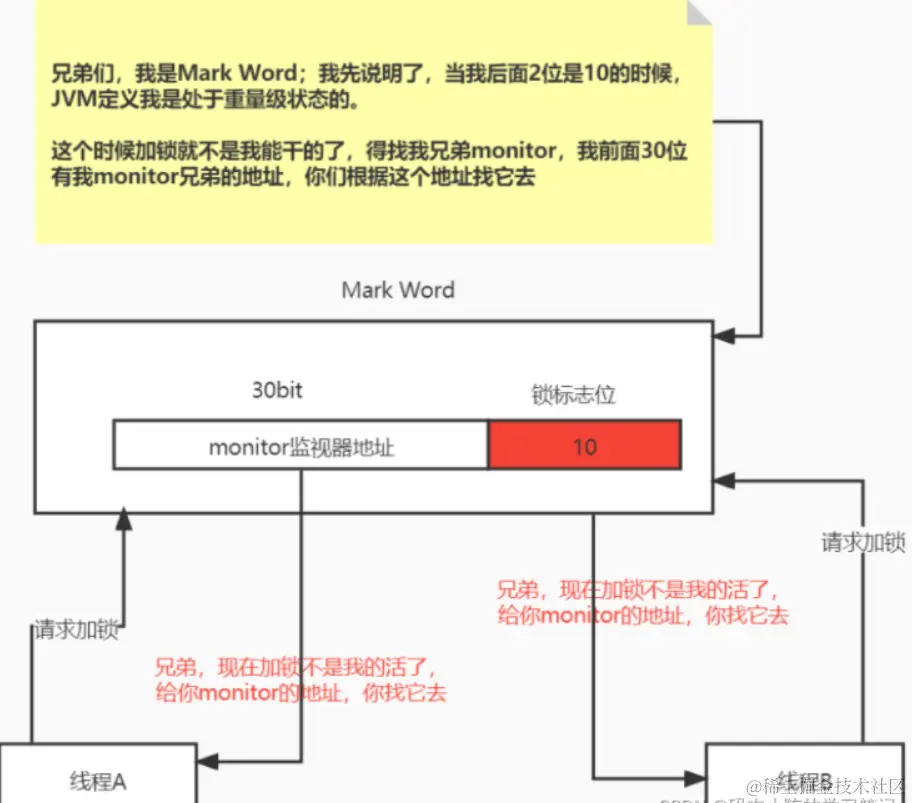 兄弟们，我是Mark Word；我先说明了，当我后面2位是10的时候，
JVM定义我是处于重量级状态的。
这个时候加锁就不是我能干的了，得找我兄弟monitor，我前面30位
有我monitor兄弟的地址，你们根据这个地址找它去
Mark Word
30bit
锁标志位
monitor监视器地址
10
请求加锁
兄弟，现在加锁不是我的活了，
给你monitor的地址，你找它去
请求加锁
兄弟，现在加锁不是我的活了，
给你monitor的地址，你找它去
线程A
线程B
@稀土掘金技术社区